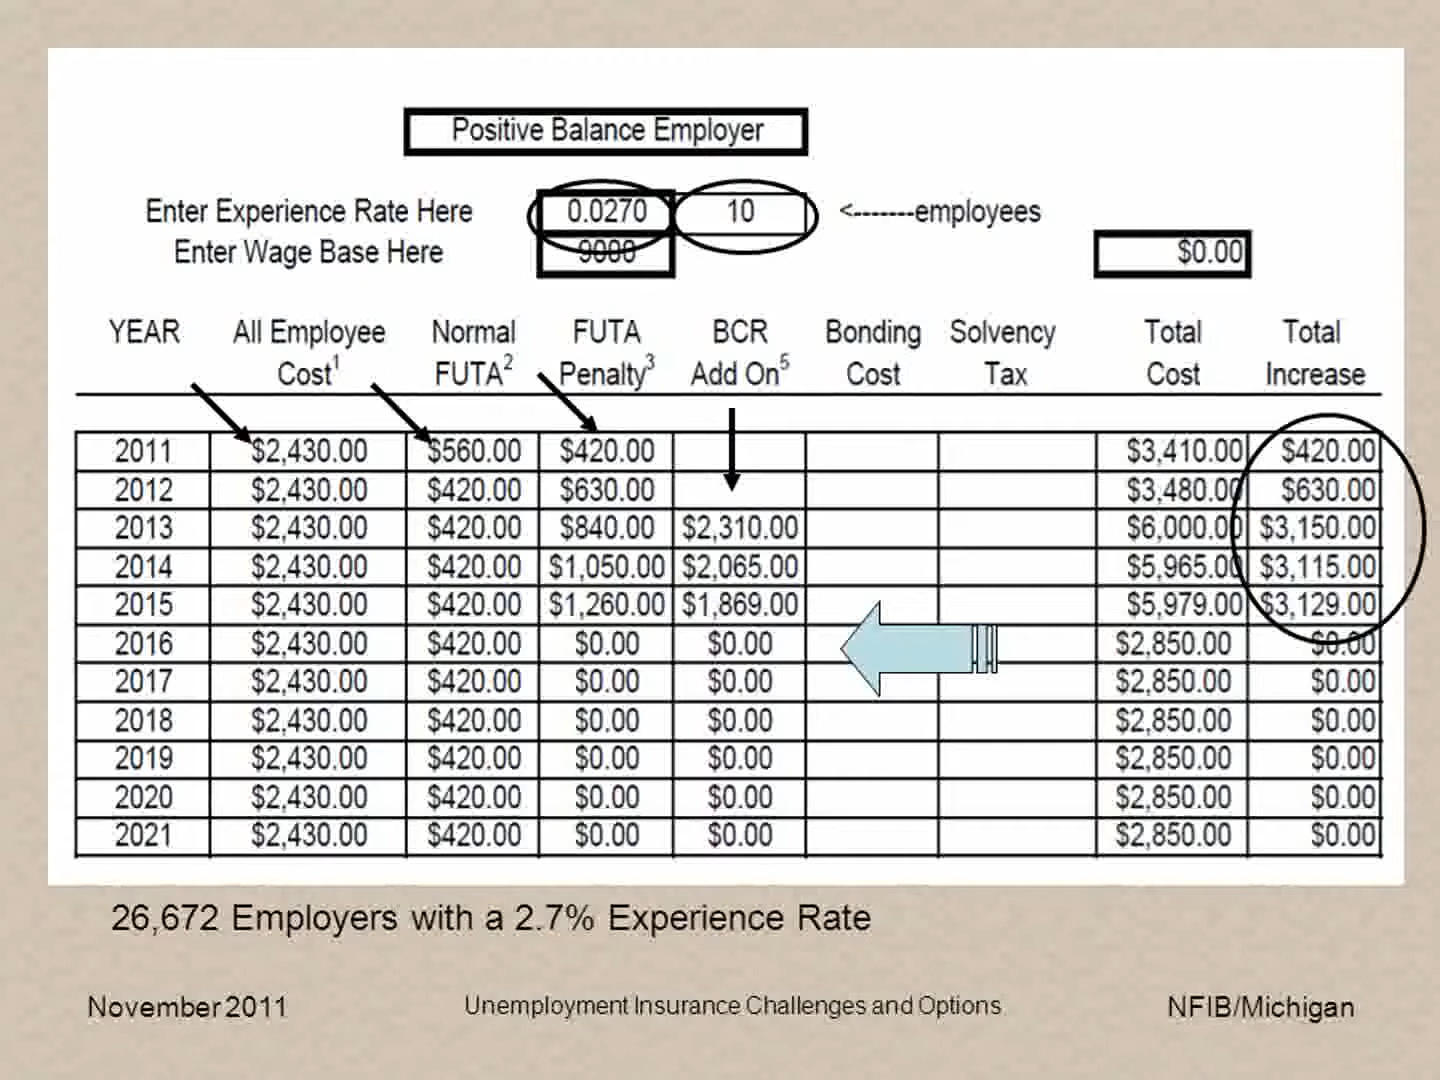 Positive Balance Employer
Enter Experience Rate Here 0.0270 10 <-------employees
Enter Wage Base Here 9000 $0.00
YEAR All Employee Cost1 Normal FUTA2 FUTA Penalty3 BCR Add On5 Bonding Cost Solvency Tax Total Cost Total Increase
2011 $2,430.00 $560.00 $420.00 $3,410.00 $420.00
2012 $2,430.00 $420.00 $630.00 $3,480.00 $630.00
2013 $2,430.00 $420.00 $840.00 $2,310.00 $6,000.00 $3,150.00
2014 $2,430.00 $420.00 $1,050.00 $2,065.00 $5,965.00 $3,115.00
2015 $2,430.00 $420.00 $1,260.00 $1,869.00 $5,979.00 $3,129.00
2016 $2,430.00 $420.00 $0.00 $0.00 $2,850.00 $0.00
2017 $2,430.00 $420.00 $0.00 $0.00 $2,850.00 $0.00
2018 $2,430.00 $420.00 $0.00 $0.00 $2,850.00 $0.00
2019 $2,430.00 $420.00 $0.00 $0.00 $2,850.00 $0.00
2020 $2,430.00 $420.00 $0.00 $0.00 $2,850.00 $0.00
2021 $2,430.00 $420.00 $0.00 $0.00 $2,850.00 $0.00
26,672 Employers with a 2.7% Experience Rate
November 2011 Unemployment Insurance Challenges and Options NFIB/Michigan